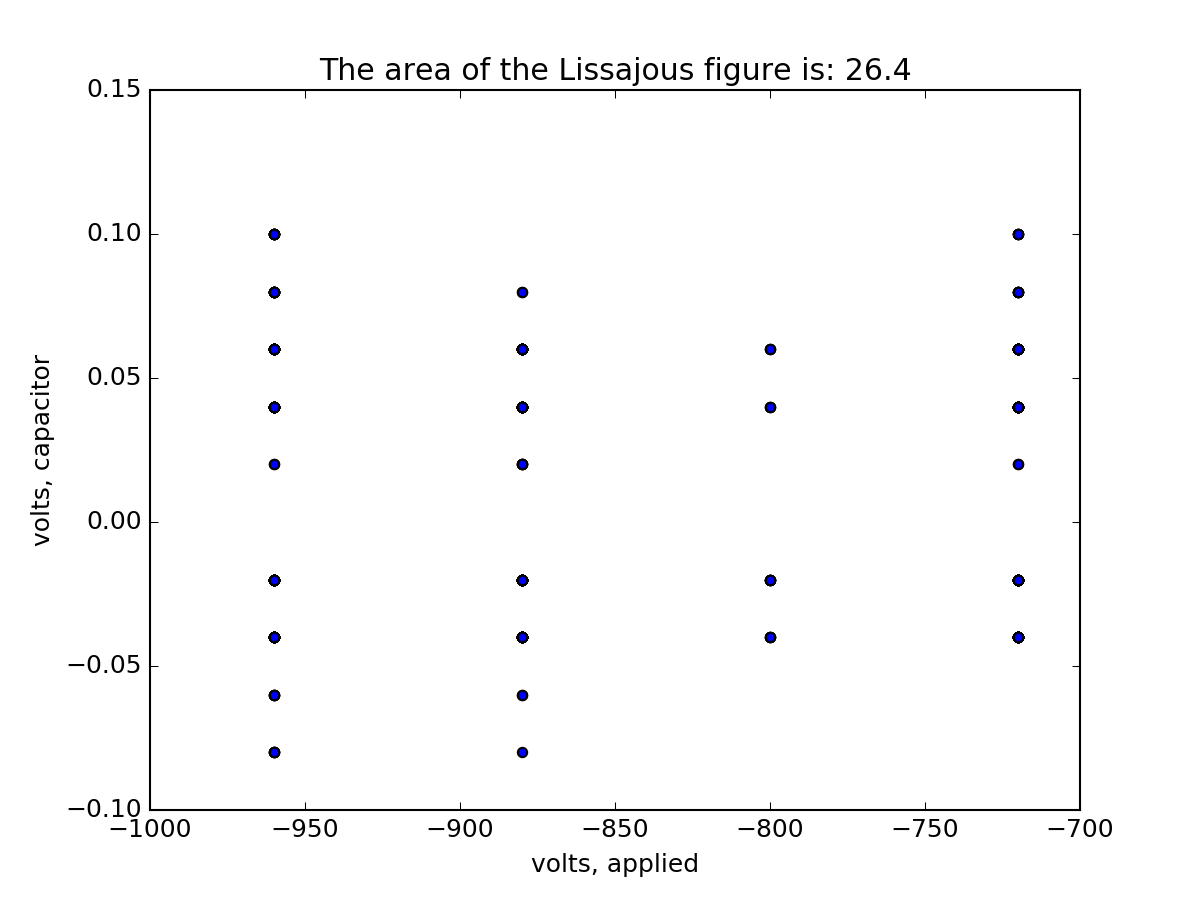 The area of the Lissajous figure is: 26.4
0.15
0.10
0.05
0.00
−0.05
−0.10
−1000 −950 −900 −850 −800 −750 −700
volts, applied
volts, capacitor